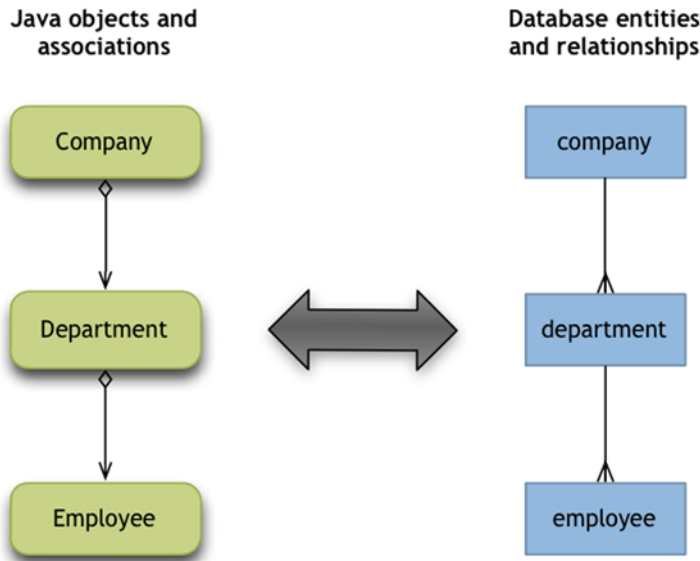 Java objects and
associations
Database entities
and relationships
Company
company
Department
department
Employee
employee